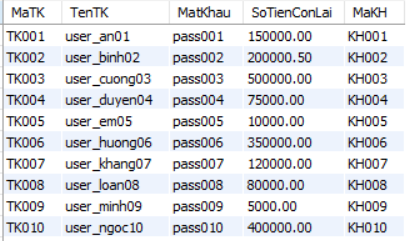 MaTK TenTK MatKhau SoTienConLai MaKH
TK001 user_an01 pass001 150000.00 KH001
TK002 user_binh02 pass002 200000.50 KH002
TK003 user_cuong03 pass003 500000.00 KH003
TK004 user_duyen04 pass004 75000.00 KH004
TK005 user_em05 pass005 10000.00 KH005
TK006 user_huong06 pass006 350000.00 KH006
TK007 user_khang07 pass007 120000.00 KH007
TK008 user_loan08 pass008 80000.00 KH008
TK009 user_minh09 pass009 5000.00 KH009
TK010 user_ngoc10 pass010 400000.00 KH010